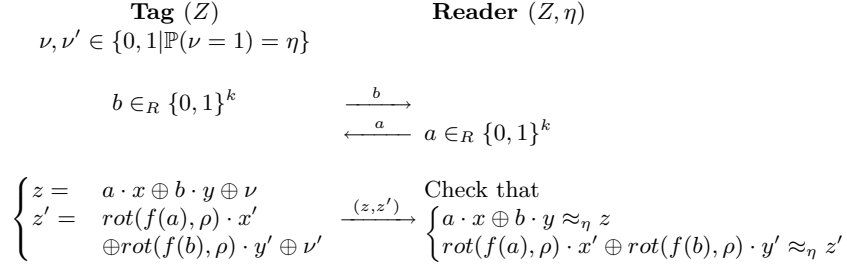 Tag (Z) Reader (Z, η)
ν, ν′ ∈ {0, 1|ℙ(ν = 1) = η}
b ∈_R {0, 1}^k b
a a ∈_R {0, 1}^k
z = a · x ⊕ b · y ⊕ ν Check that
z′ = rot(f(a), ρ) · x′ (z,z′) a · x ⊕ b · y ≈_η z
⊕rot(f(b), ρ) · y′ ⊕ ν′ rot(f(a), ρ) · x′ ⊕ rot(f(b), ρ) · y′ ≈_η z′